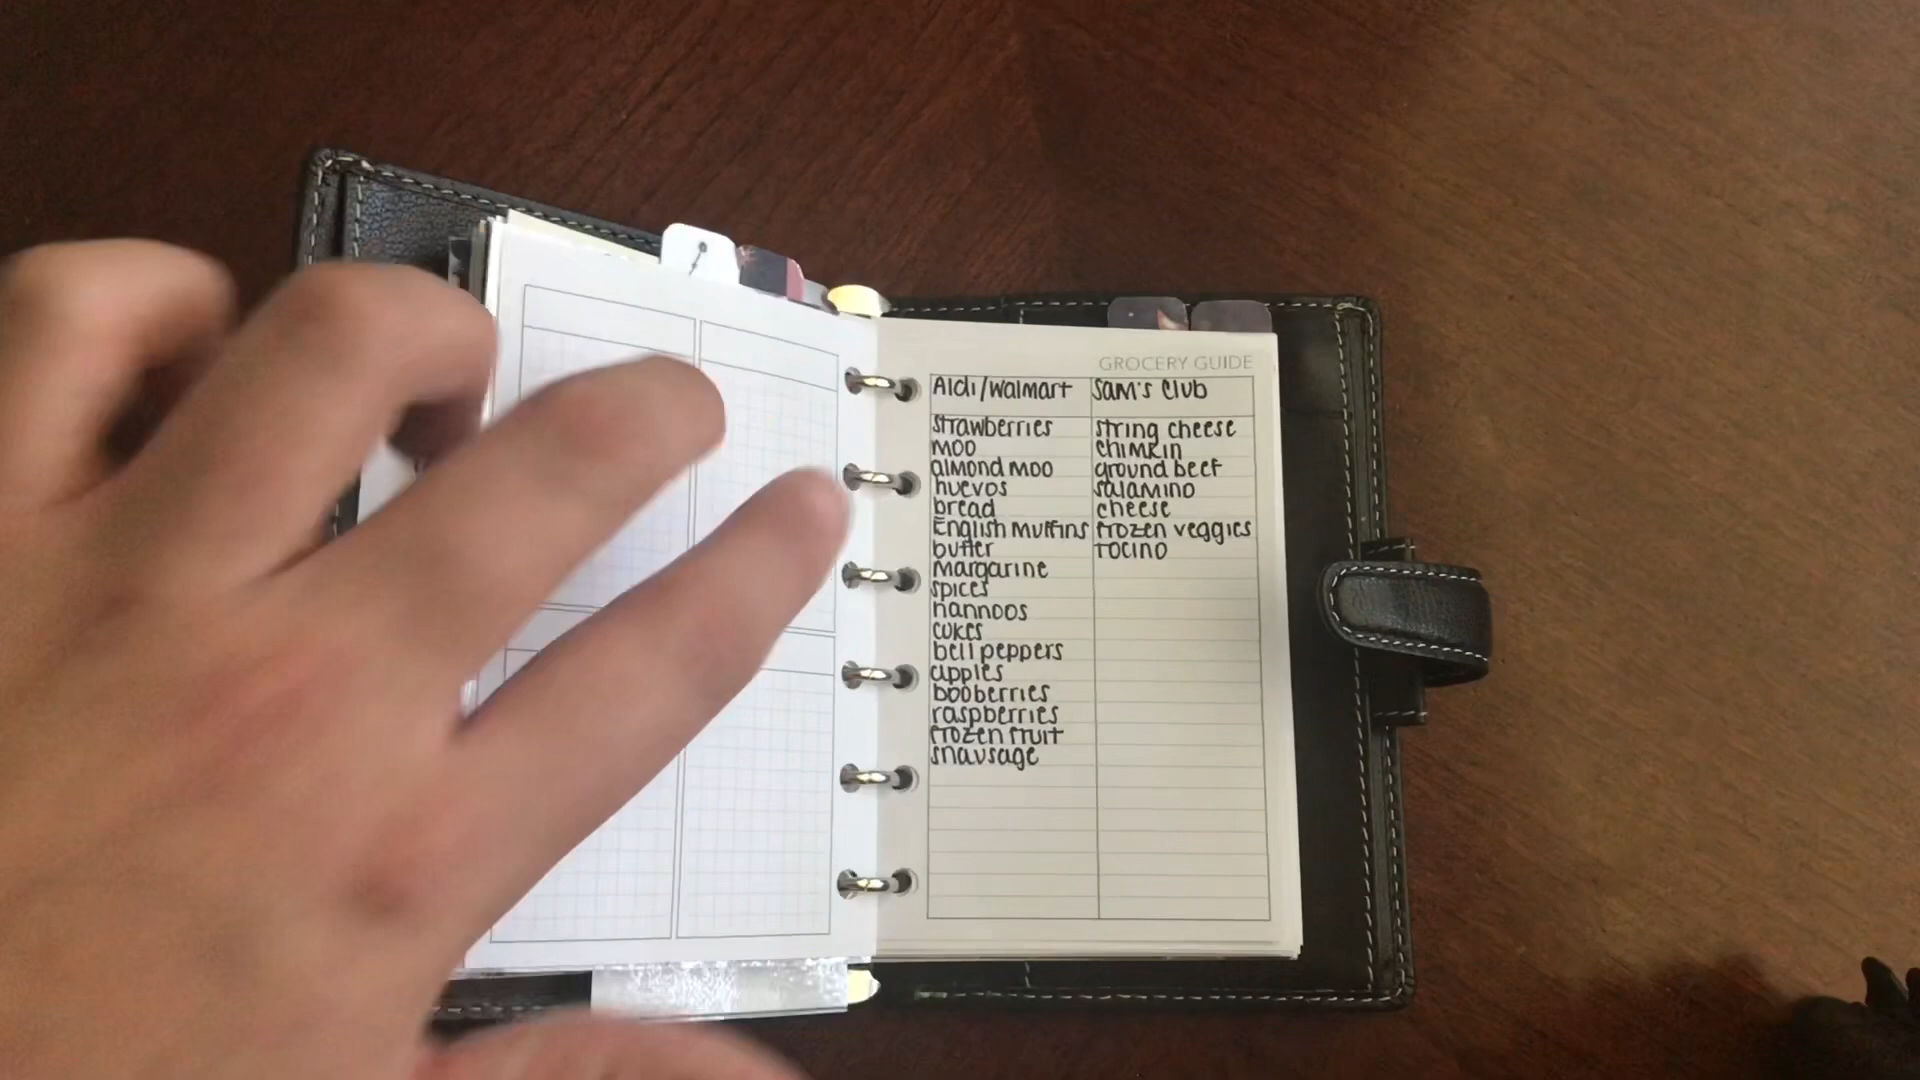 GROCERY GUIDE
Aldi/Walmart
strawberries
moo
almond moo
huevos
bread
English Muffins
butter
Margarine
spices
nannoos
cukes
bell peppers
apples
booberries
raspberries
frozen fruit
snausage
Sam's Club
string cheese
chimkin
ground beef
salamino
cheese
frozen veggies
Tocino